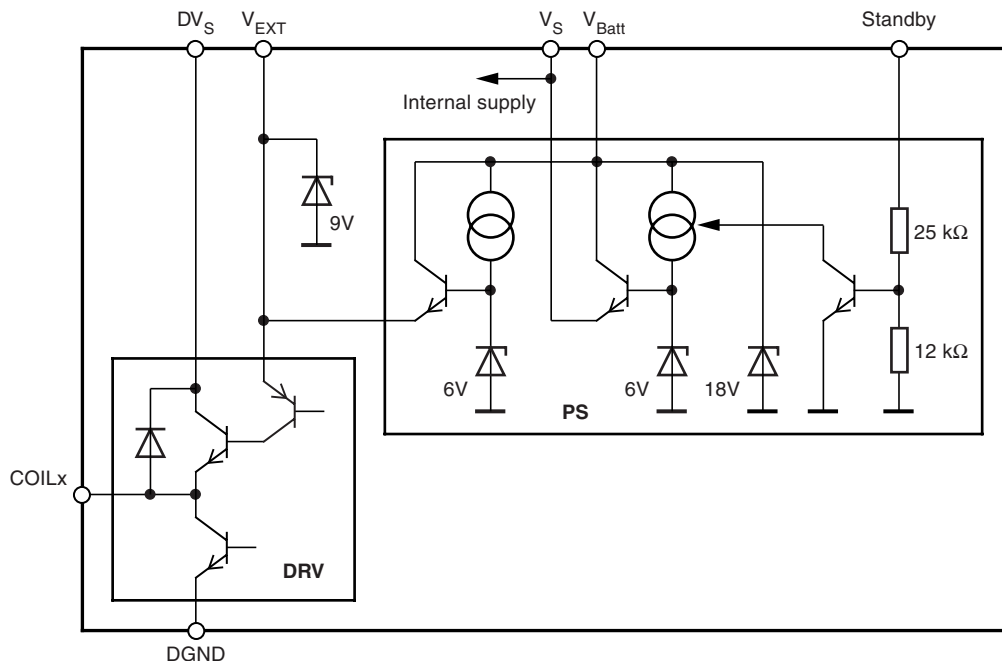 DVS VEXT VS VBatt Standby
Internal supply
9V
25 kΩ
12 kΩ
6V 6V 18V
PS
COILx
DRV
DGND